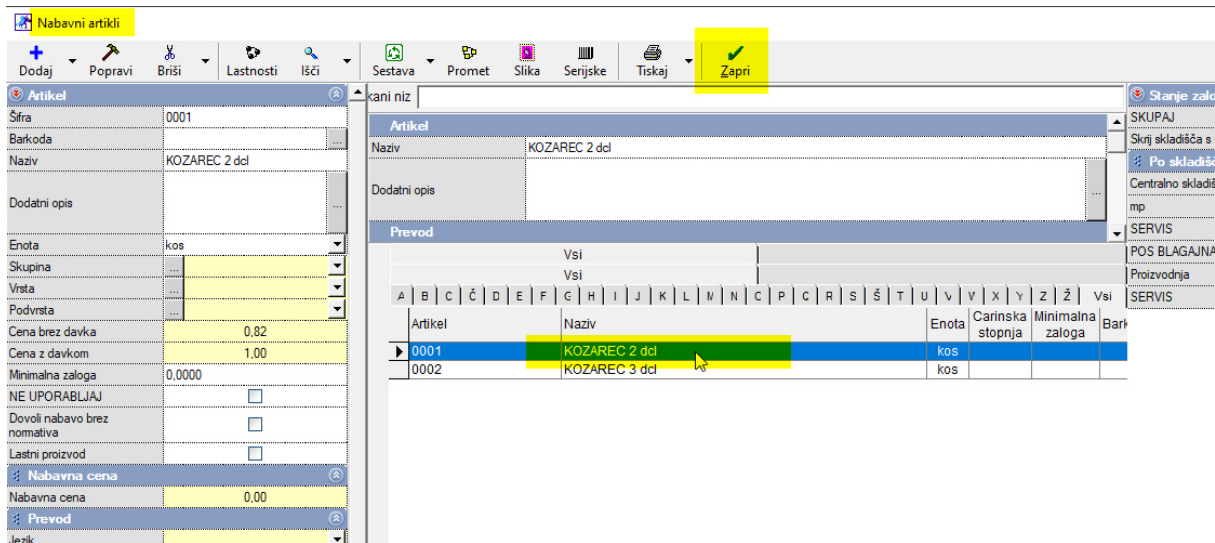 Nabavni artikli
Dodaj Popravi Briši Lastnosti Išči Sestava Promet Slika Serijske Tiskaj Zapri
Artikel
Šifra 0001
Barkoda ...
Naziv KOZAREC 2 dcl
Dodatni opis ...
Enota kos
Skupina ...
Vrsta ...
Podvrsta ...
Cena brez davka 0,82
Cena z davkom 1,00
Minimalna zaloga 0,0000
NE UPORABLJAJ
Dovoli nabavo brez
normativa
Lastni proizvod
Nabavna cena
Nabavna cena 0,00
Prevod
Jezik
kani niz
Artikel
Naziv KOZAREC 2 dcl
Dodatni opis ...
Prevod
Vsi
Vsi
A B C Č D E F G H I J K L M N O P Q R S Š T U V W X Y Z Ž Vsi
Artikel Naziv Enota Carinska stopnja Minimalna zaloga Bark
0001 KOZAREC 2 dcl kos
0002 KOZAREC 3 dcl kos
Stanje zalo
SKUPAJ
Skrij skladišča s
Po skladišč
Centralno skladiš
mp
SERVIS
POS BLAGAJNA
Proizvodnja
SERVIS